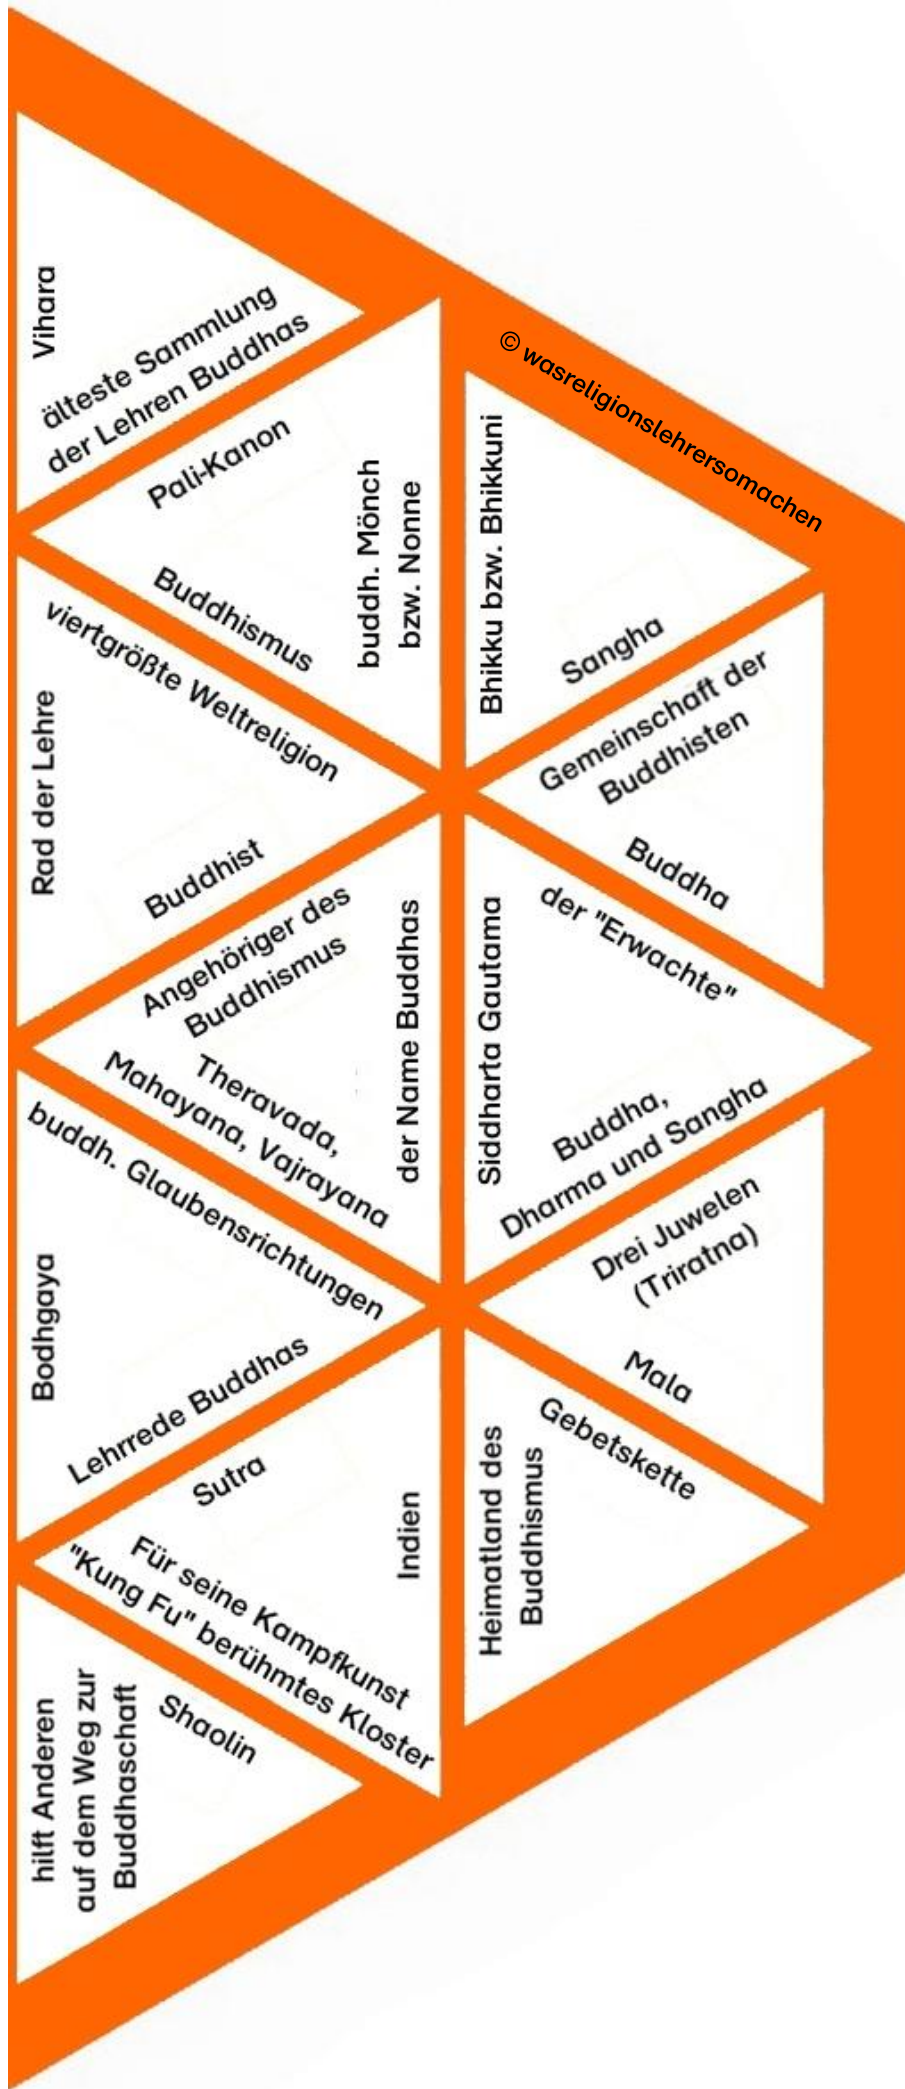 Vihara
älteste Sammlung
der Lehren Buddhas
Pali-Kanon
buddh. Mönch
bzw. Nonne
Buddhismus
© wasreligionslehrersomachen
Bhikku bzw. Bhikkuni
Sangha
viertgrößte Weltreligion
Rad der Lehre
Buddhist
Gemeinschaft der
Buddhisten
Buddha
Angehöriger des
Buddhismus
der Name Buddhas
Theravada,
Mahayana, Vajrayana
Siddharta Gautama
der "Erwachte"
Buddha,
Dharma und Sangha
buddh. Glaubensrichtungen
Bodhgaya
Lehrrede Buddhas
Drei Juwelen
(Triratna)
Mala
Sutra
Indien
Für seine Kampfkunst
"Kung Fu" berühmtes Kloster
Heimatland des
Buddhismus
Gebetskette
hilft Anderen
auf dem Weg zur
Buddhaschaft
Shaolin